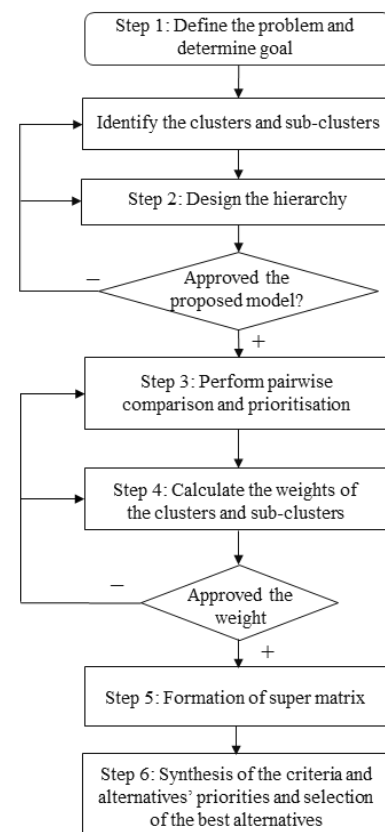 Step 1: Define the problem and
determine goal
Identify the clusters and sub-clusters
Step 2: Design the hierarchy
Approved the
proposed model?
−
+
Step 3: Perform pairwise
comparison and prioritisation
Step 4: Calculate the weights of
the clusters and sub-clusters
−
Approved the
weight
+
Step 5: Formation of super matrix
Step 6: Synthesis of the criteria and
alternatives’ priorities and selection
of the best alternatives